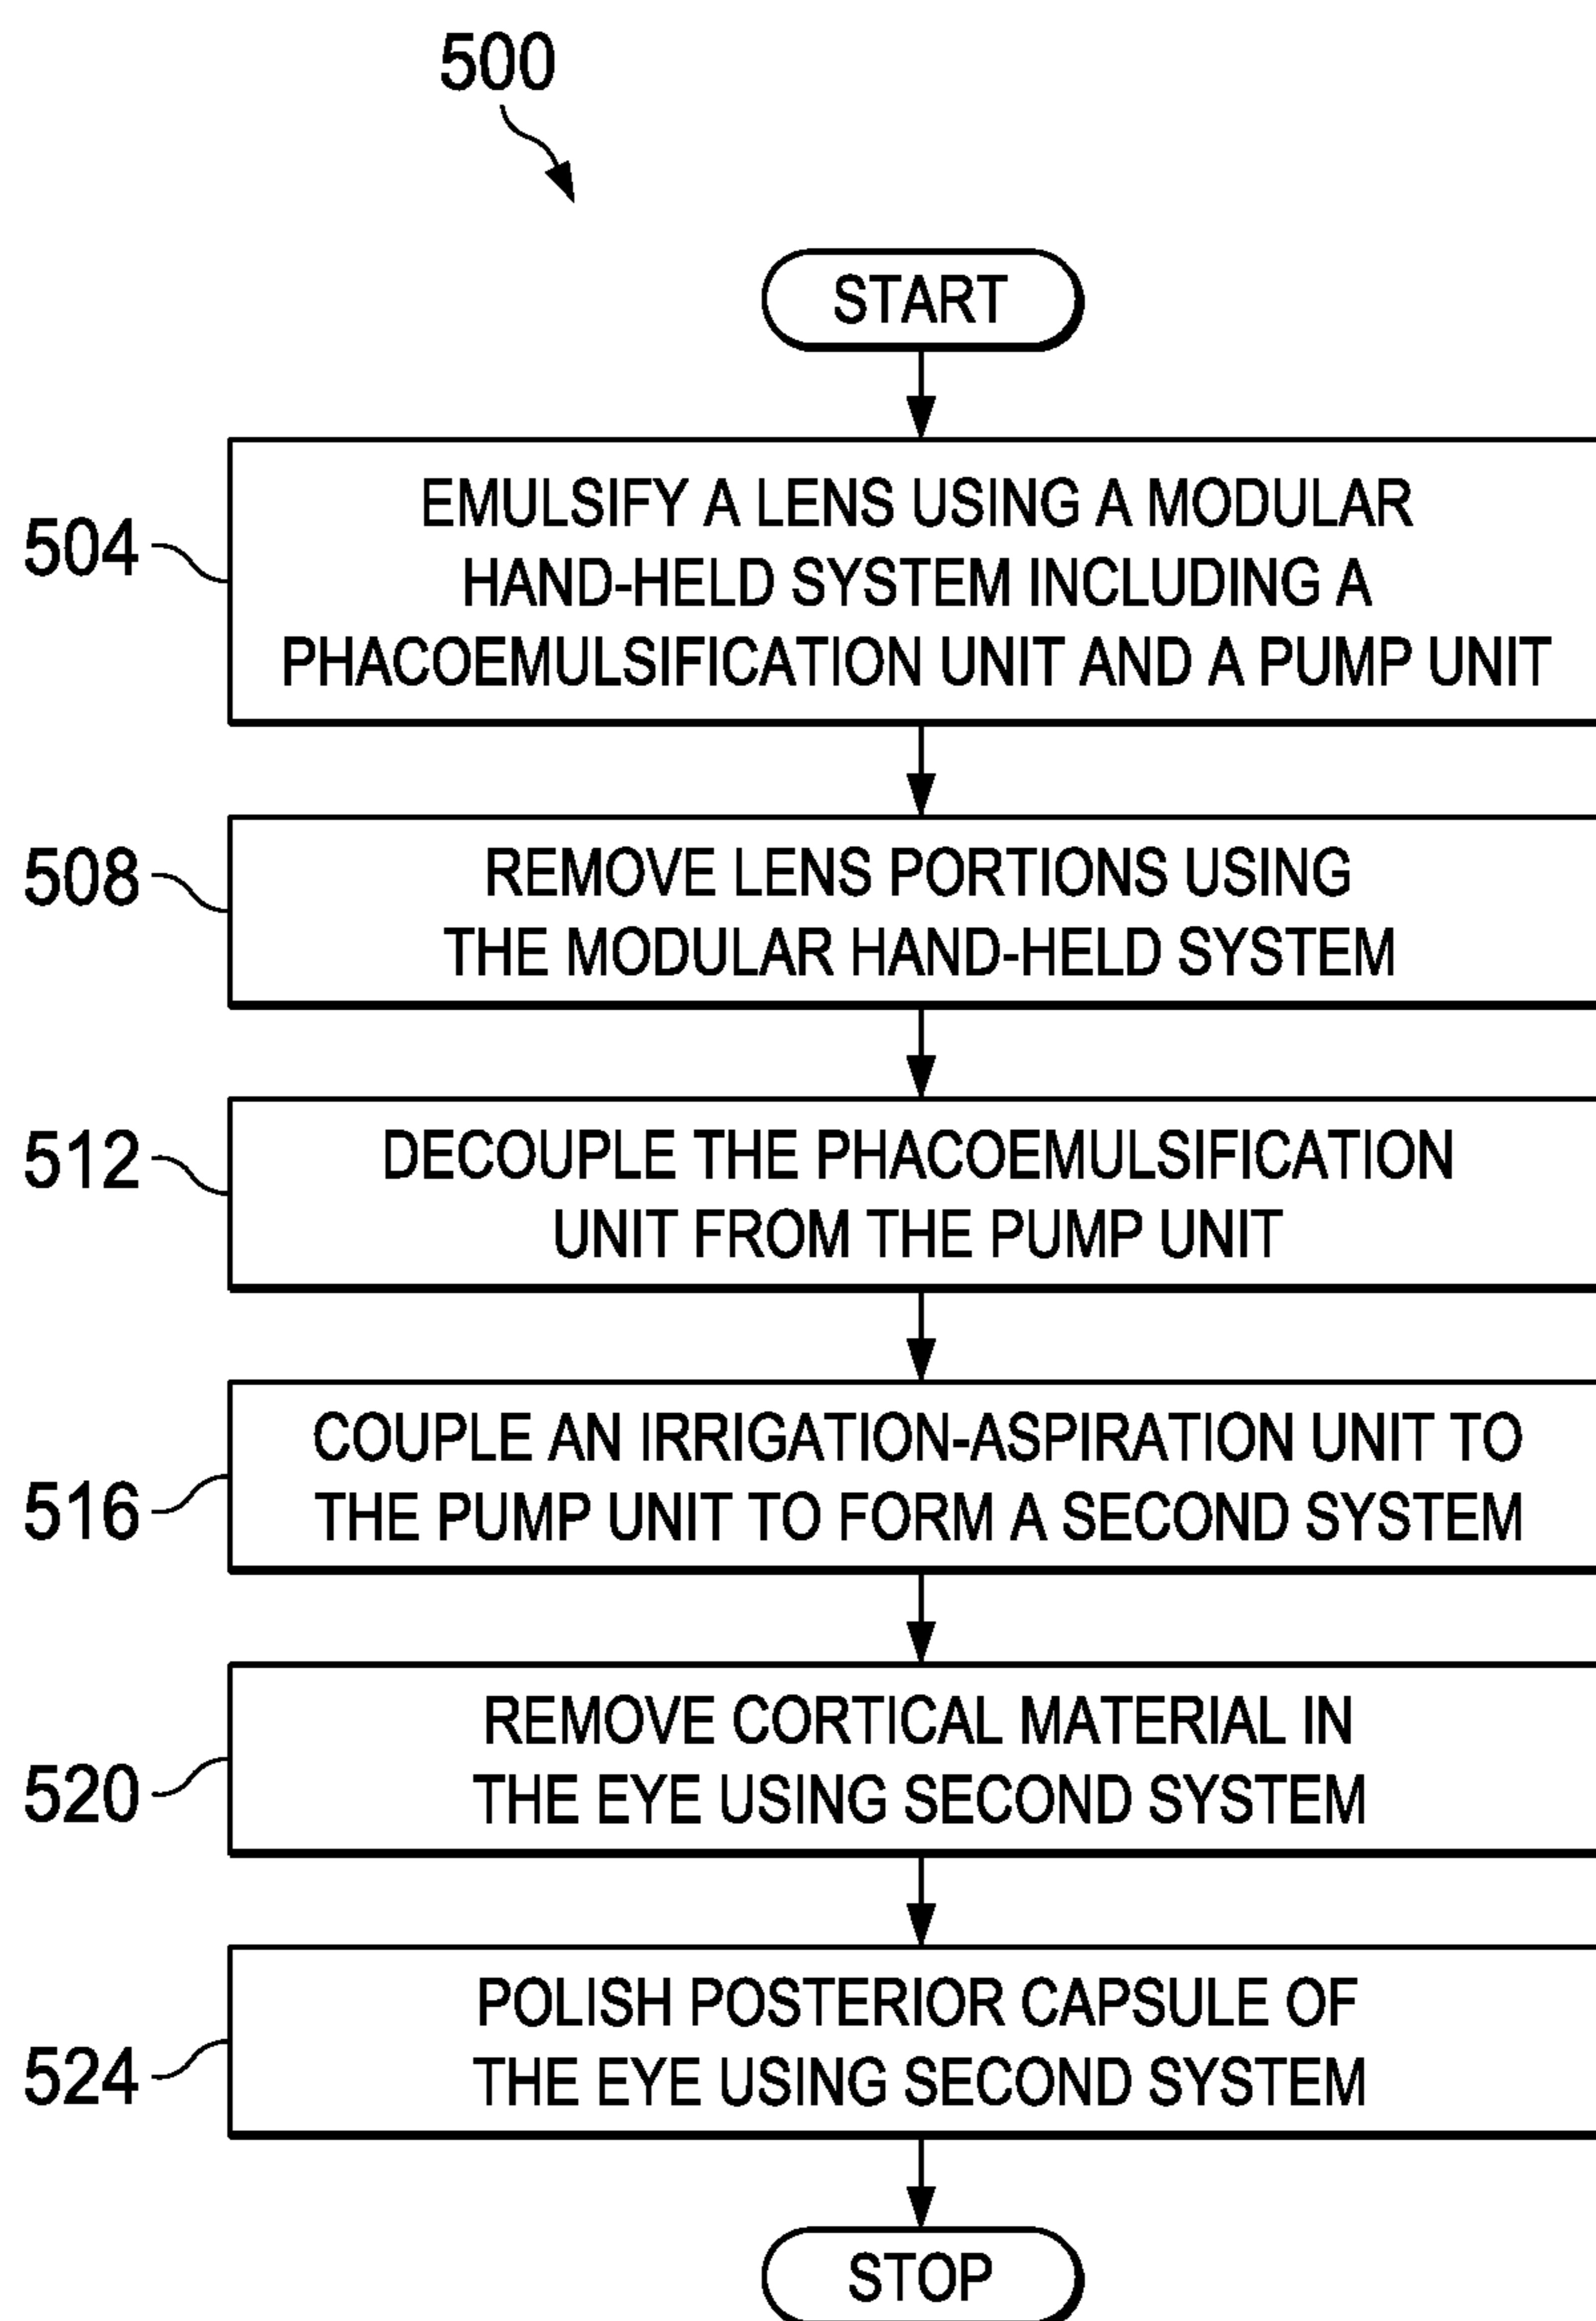 500
START
504
EMULSIFY A LENS USING A MODULAR
HAND-HELD SYSTEM INCLUDING A
PHACOEMULSIFICATION UNIT AND A PUMP UNIT
508
REMOVE LENS PORTIONS USING
THE MODULAR HAND-HELD SYSTEM
512
DECOUPLE THE PHACOEMULSIFICATION
UNIT FROM THE PUMP UNIT
516
COUPLE AN IRRIGATION-ASPIRATION UNIT TO
THE PUMP UNIT TO FORM A SECOND SYSTEM
520
REMOVE CORTICAL MATERIAL IN
THE EYE USING SECOND SYSTEM
524
POLISH POSTERIOR CAPSULE OF
THE EYE USING SECOND SYSTEM
STOP